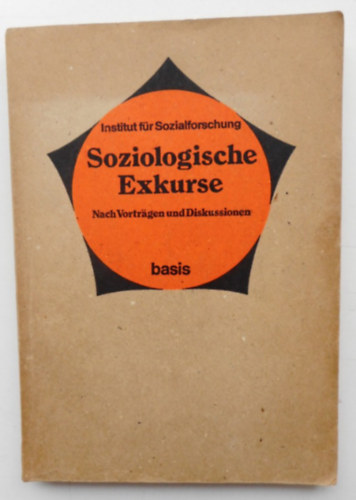 Institut für Sozialforschung
Soziologische
Exkurse
Nach Vorträgen und Diskussionen
basis